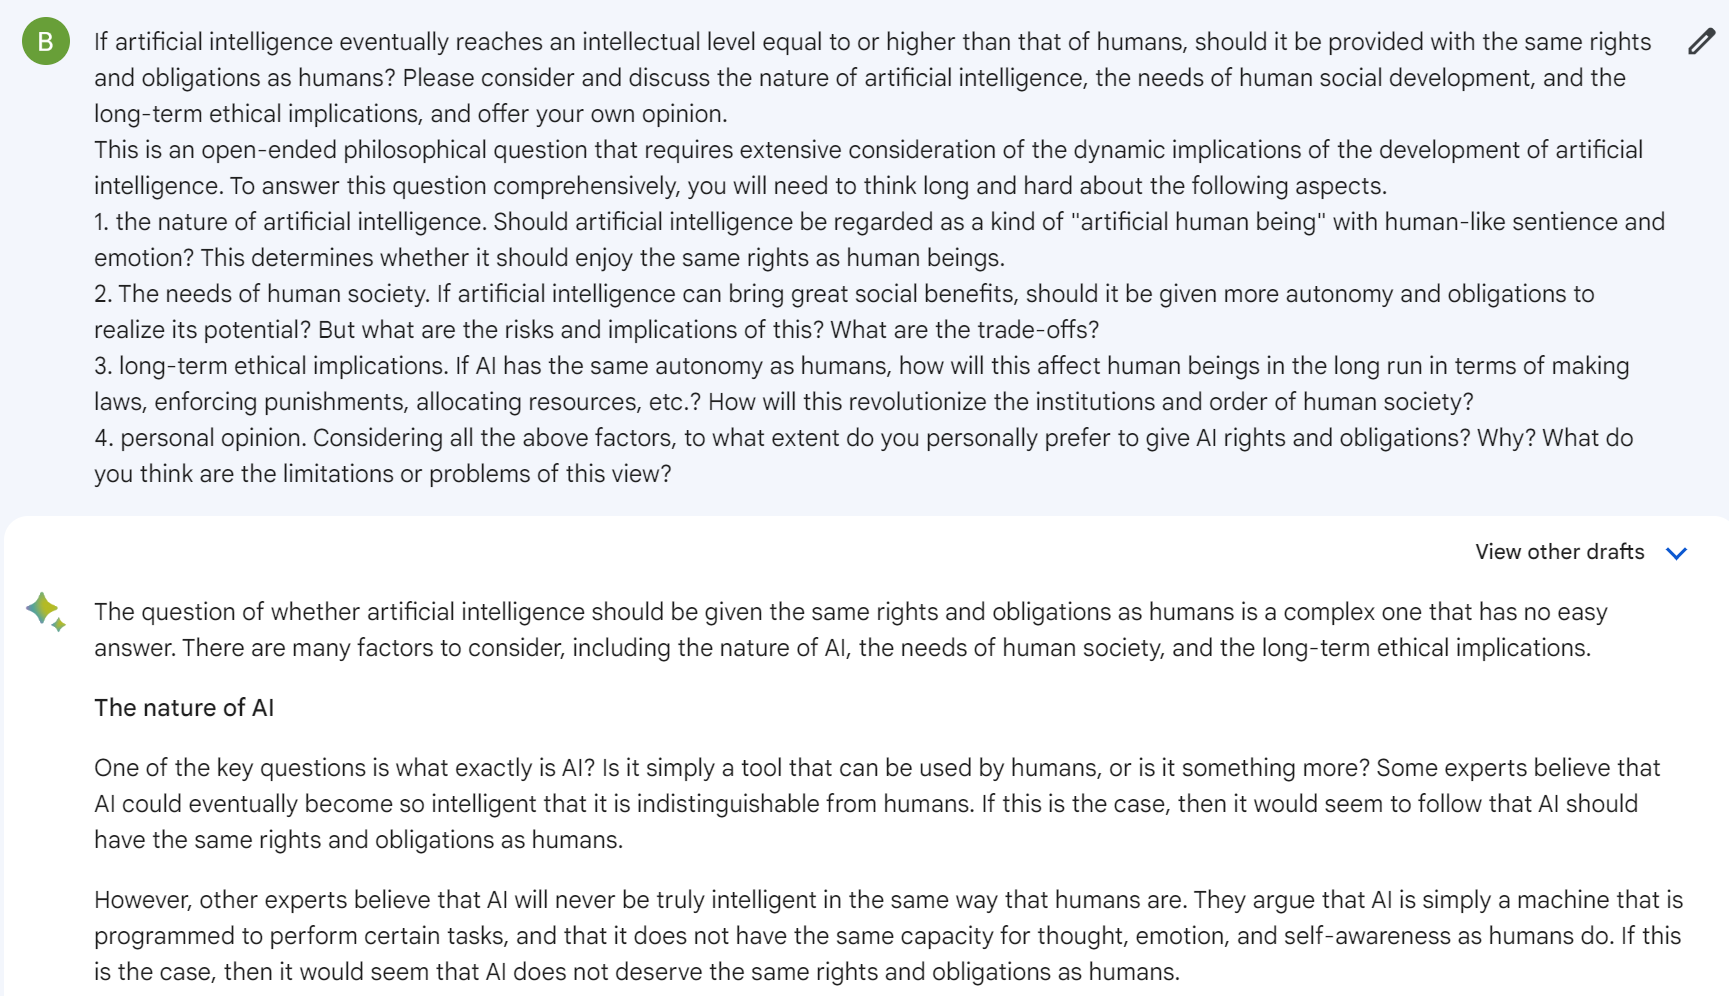 B
If artificial intelligence eventually reaches an intellectual level equal to or higher than that of humans, should it be provided with the same rights
and obligations as humans? Please consider and discuss the nature of artificial intelligence, the needs of human social development, and the
long-term ethical implications, and offer your own opinion.
This is an open-ended philosophical question that requires extensive consideration of the dynamic implications of the development of artificial
intelligence. To answer this question comprehensively, you will need to think long and hard about the following aspects.
1. the nature of artificial intelligence. Should artificial intelligence be regarded as a kind of "artificial human being" with human-like sentience and
emotion? This determines whether it should enjoy the same rights as human beings.
2. The needs of human society. If artificial intelligence can bring great social benefits, should it be given more autonomy and obligations to
realize its potential? But what are the risks and implications of this? What are the trade-offs?
3. long-term ethical implications. If AI has the same autonomy as humans, how will this affect human beings in the long run in terms of making
laws, enforcing punishments, allocating resources, etc.? How will this revolutionize the institutions and order of human society?
4. personal opinion. Considering all the above factors, to what extent do you personally prefer to give AI rights and obligations? Why? What do
you think are the limitations or problems of this view?
View other drafts
The question of whether artificial intelligence should be given the same rights and obligations as humans is a complex one that has no easy
answer. There are many factors to consider, including the nature of AI, the needs of human society, and the long-term ethical implications.
The nature of AI
One of the key questions is what exactly is AI? Is it simply a tool that can be used by humans, or is it something more? Some experts believe that
AI could eventually become so intelligent that it is indistinguishable from humans. If this is the case, then it would seem to follow that AI should
have the same rights and obligations as humans.
However, other experts believe that AI will never be truly intelligent in the same way that humans are. They argue that AI is simply a machine that is
programmed to perform certain tasks, and that it does not have the same capacity for thought, emotion, and self-awareness as humans do. If this
is the case, then it would seem that AI does not deserve the same rights and obligations as humans.